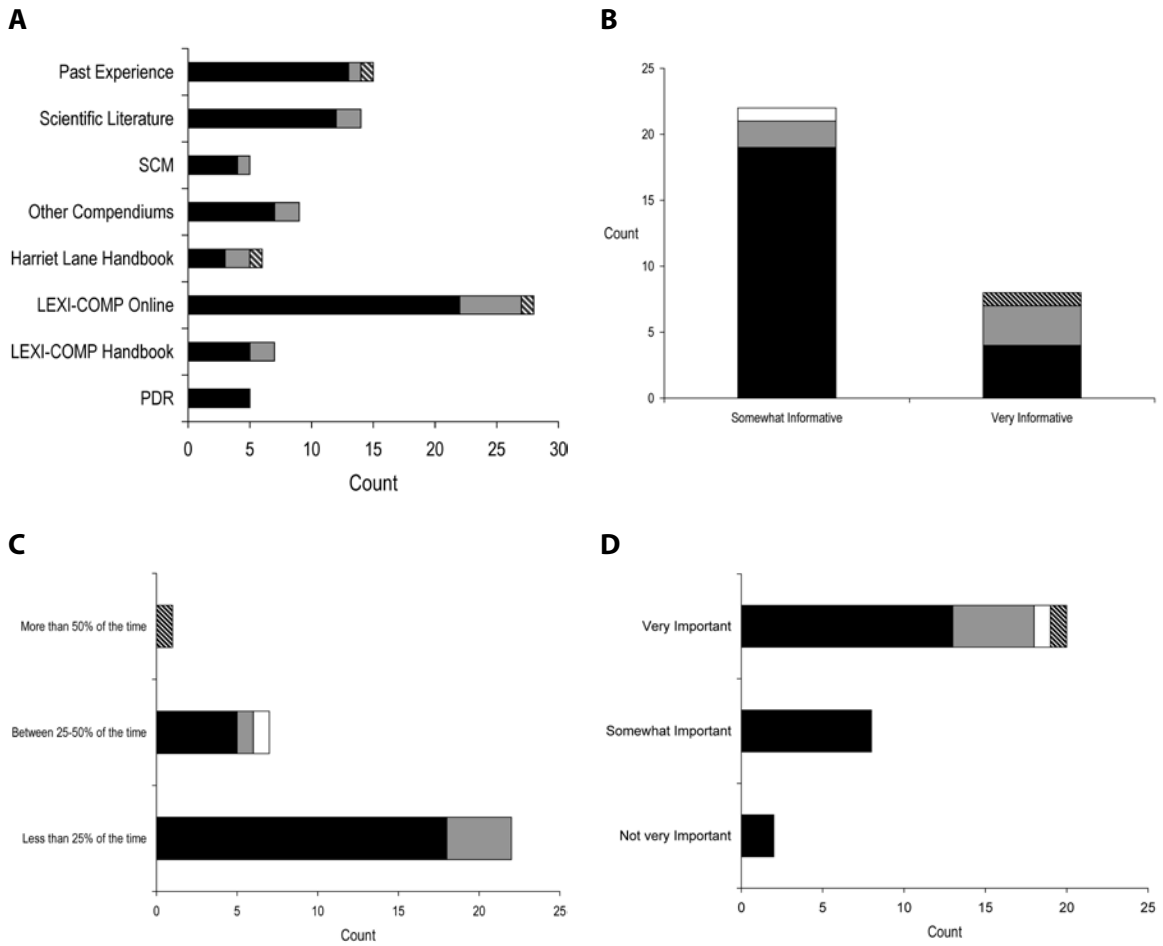 A
Past Experience
Scientific Literature
SCM
Other Compendiums
Harriet Lane Handbook
LEXI-COMP Online
LEXI-COMP Handbook
PDR
0 5 10 15 20 25 30
Count
B
25
20
15
Count
10
5
0
Somewhat Informative Very Informative
C
More than 50% of the time
Between 25-50% of the time
Less than 25% of the time
0 5 10 15 20 25
Count
D
Very Important
Somewhat Important
Not very Important
0 5 10 15 20 25
Count